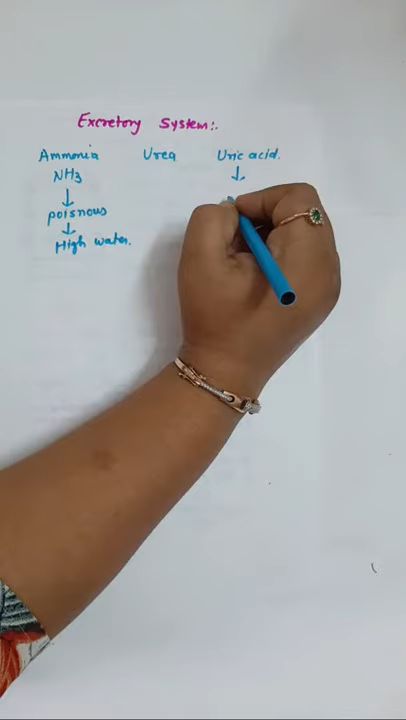 Excretory System:.
Ammonia Urea Uric acid.
NH3
poisnous
High water.